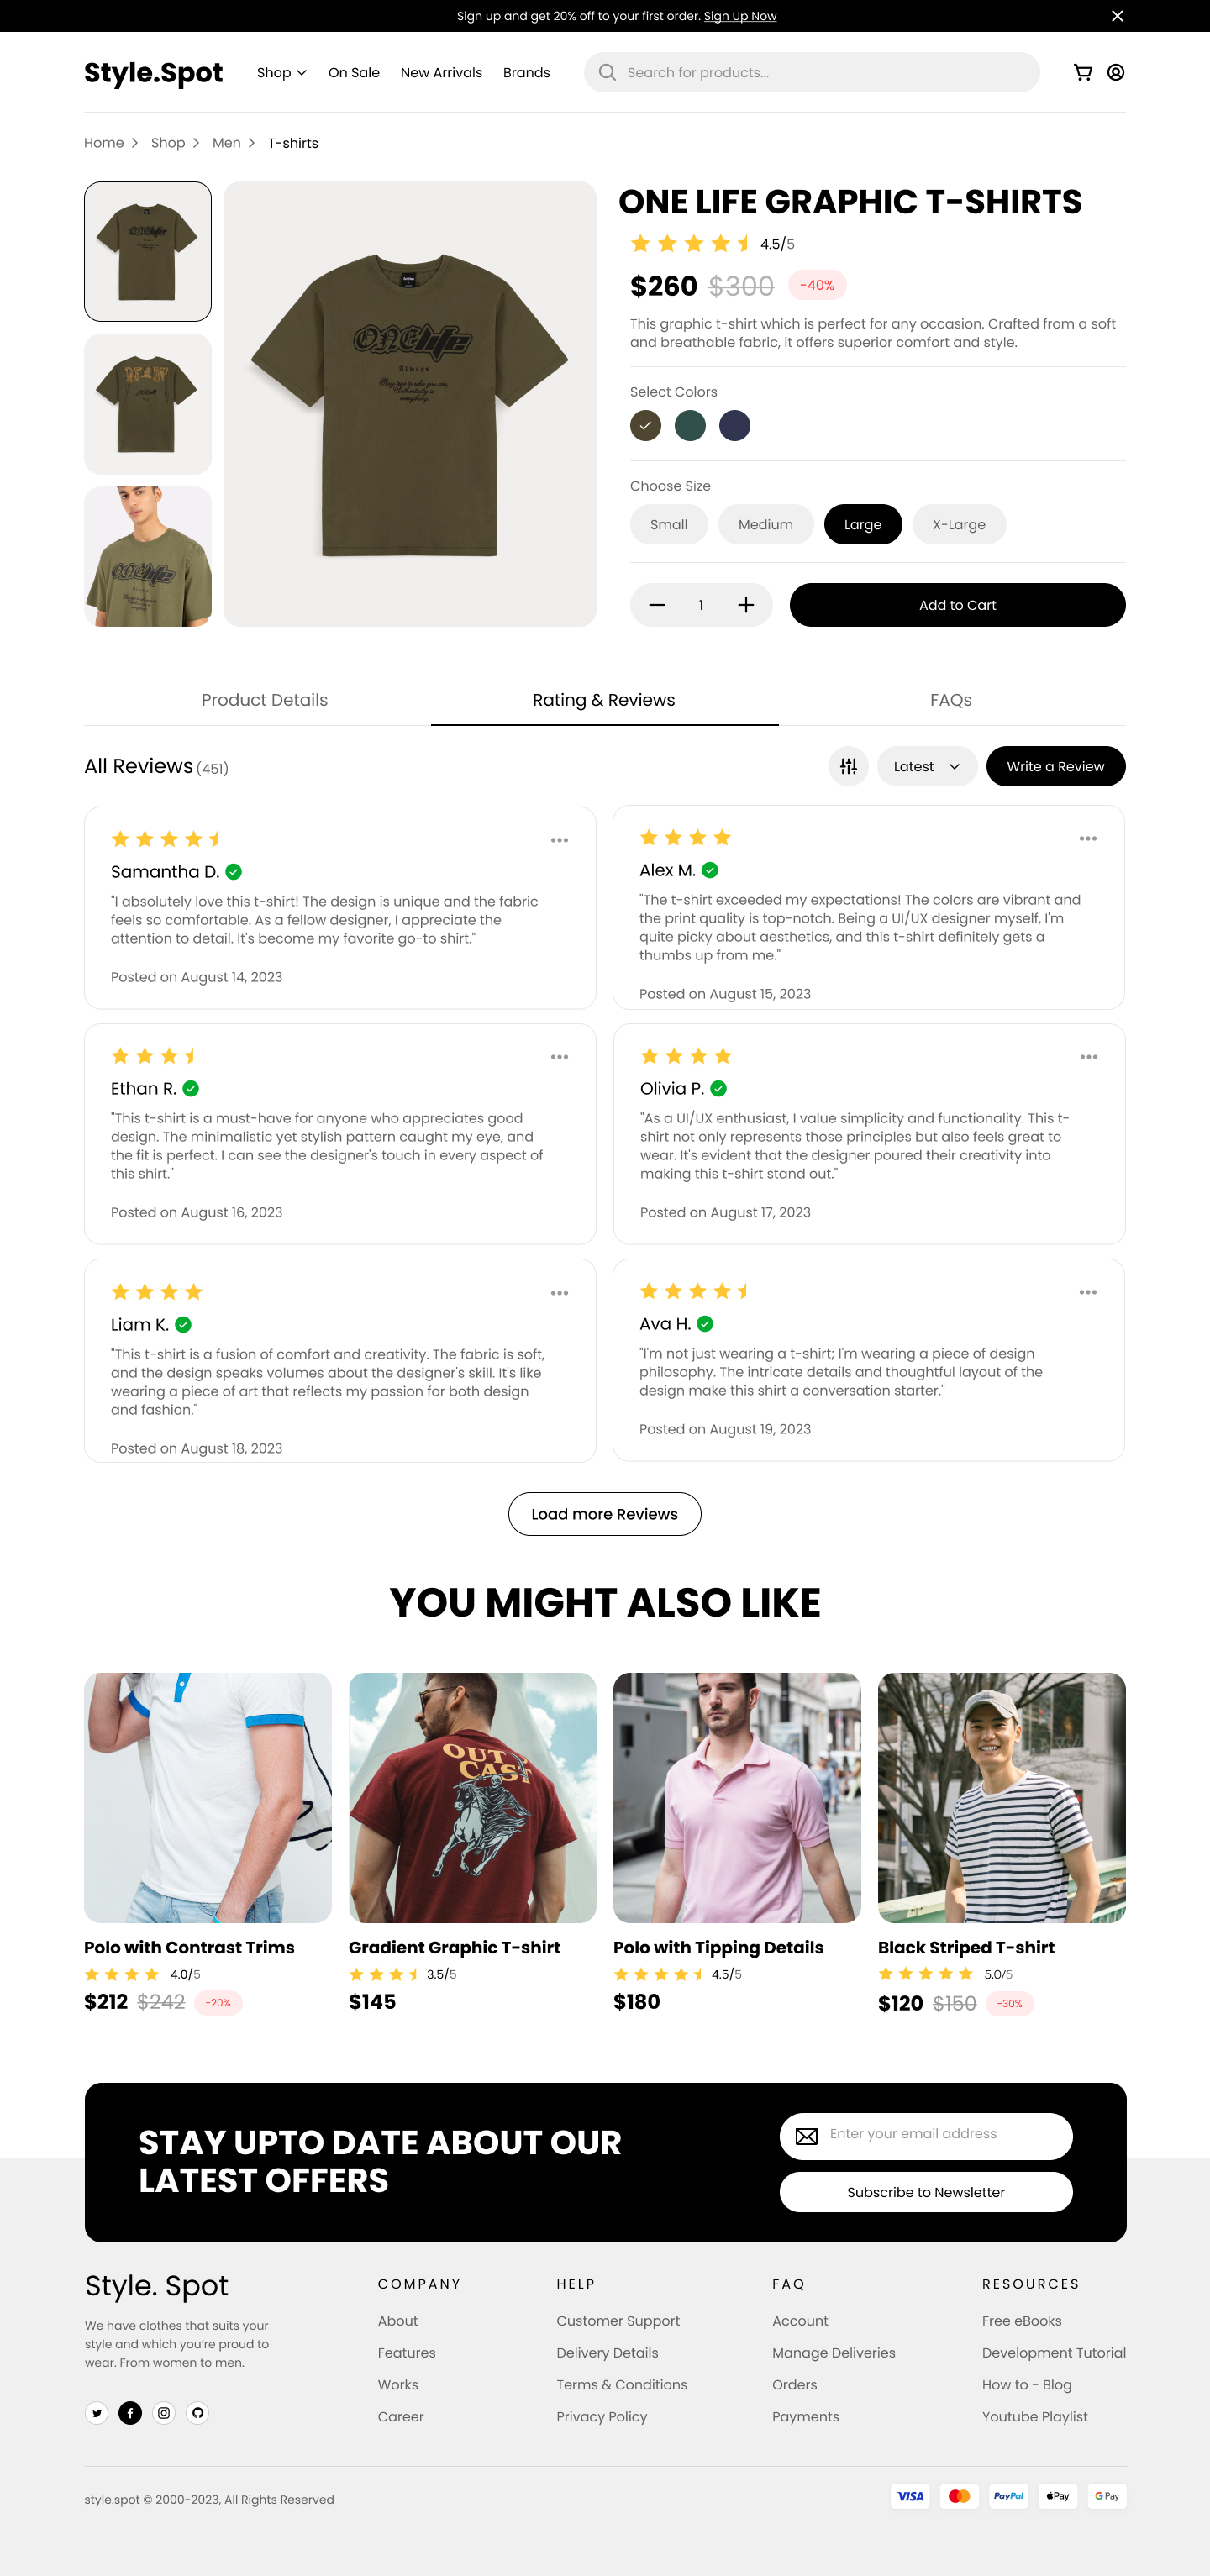 Sign up and get 20% off to your first order. Sign Up Now
Style.Spot
Shop
On Sale
New Arrivals
Brands
Search for products...
Home
Shop
Men
T-shirts
ONE LIFE GRAPHIC T-SHIRTS
4.5/5
$260 $300 -40%
This graphic t-shirt which is perfect for any occasion. Crafted from a soft
and breathable fabric, it offers superior comfort and style.
Select Colors
Choose Size
Small
Medium
Large
X-Large
1
Add to Cart
ONE life
Always
Product Details
Rating & Reviews
FAQs
All Reviews (451)
Latest
Write a Review
Samantha D.
"I absolutely love this t-shirt! The design is unique and the fabric
feels so comfortable. As a fellow designer, I appreciate the
attention to detail. It's become my favorite go-to shirt."
Posted on August 14, 2023
Alex M.
"The t-shirt exceeded my expectations! The colors are vibrant and
the print quality is top-notch. Being a UI/UX designer myself, I'm
quite picky about aesthetics, and this t-shirt definitely gets a
thumbs up from me."
Posted on August 15, 2023
Ethan R.
"This t-shirt is a must-have for anyone who appreciates good
design. The minimalistic yet stylish pattern caught my eye, and
the fit is perfect. I can see the designer's touch in every aspect of
this shirt."
Posted on August 16, 2023
Olivia P.
"As a UI/UX enthusiast, I value simplicity and functionality. This t-
shirt not only represents those principles but also feels great to
wear. It's evident that the designer poured their creativity into
making this t-shirt stand out."
Posted on August 17, 2023
Liam K.
"This t-shirt is a fusion of comfort and creativity. The fabric is soft,
and the design speaks volumes about the designer's skill. It's like
wearing a piece of art that reflects my passion for both design
and fashion."
Posted on August 18, 2023
Ava H.
"I'm not just wearing a t-shirt; I'm wearing a piece of design
philosophy. The intricate details and thoughtful layout of the
design make this shirt a conversation starter."
Posted on August 19, 2023
Load more Reviews
YOU MIGHT ALSO LIKE
OUT
CAST
Polo with Contrast Trims
4.0/5
$212 $242 -20%
Gradient Graphic T-shirt
3.5/5
$145
Polo with Tipping Details
4.5/5
$180
Black Striped T-shirt
5.0/5
$120 $150 -30%
STAY UPTO DATE ABOUT OUR
LATEST OFFERS
Enter your email address
Subscribe to Newsletter
Style. Spot
We have clothes that suits your
style and which you’re proud to
wear. From women to men.
COMPANY
About
Features
Works
Career
HELP
Customer Support
Delivery Details
Terms & Conditions
Privacy Policy
FAQ
Account
Manage Deliveries
Orders
Payments
RESOURCES
Free eBooks
Development Tutorial
How to - Blog
Youtube Playlist
style.spot © 2000-2023, All Rights Reserved
VISA
PayPal
Pay
G Pay